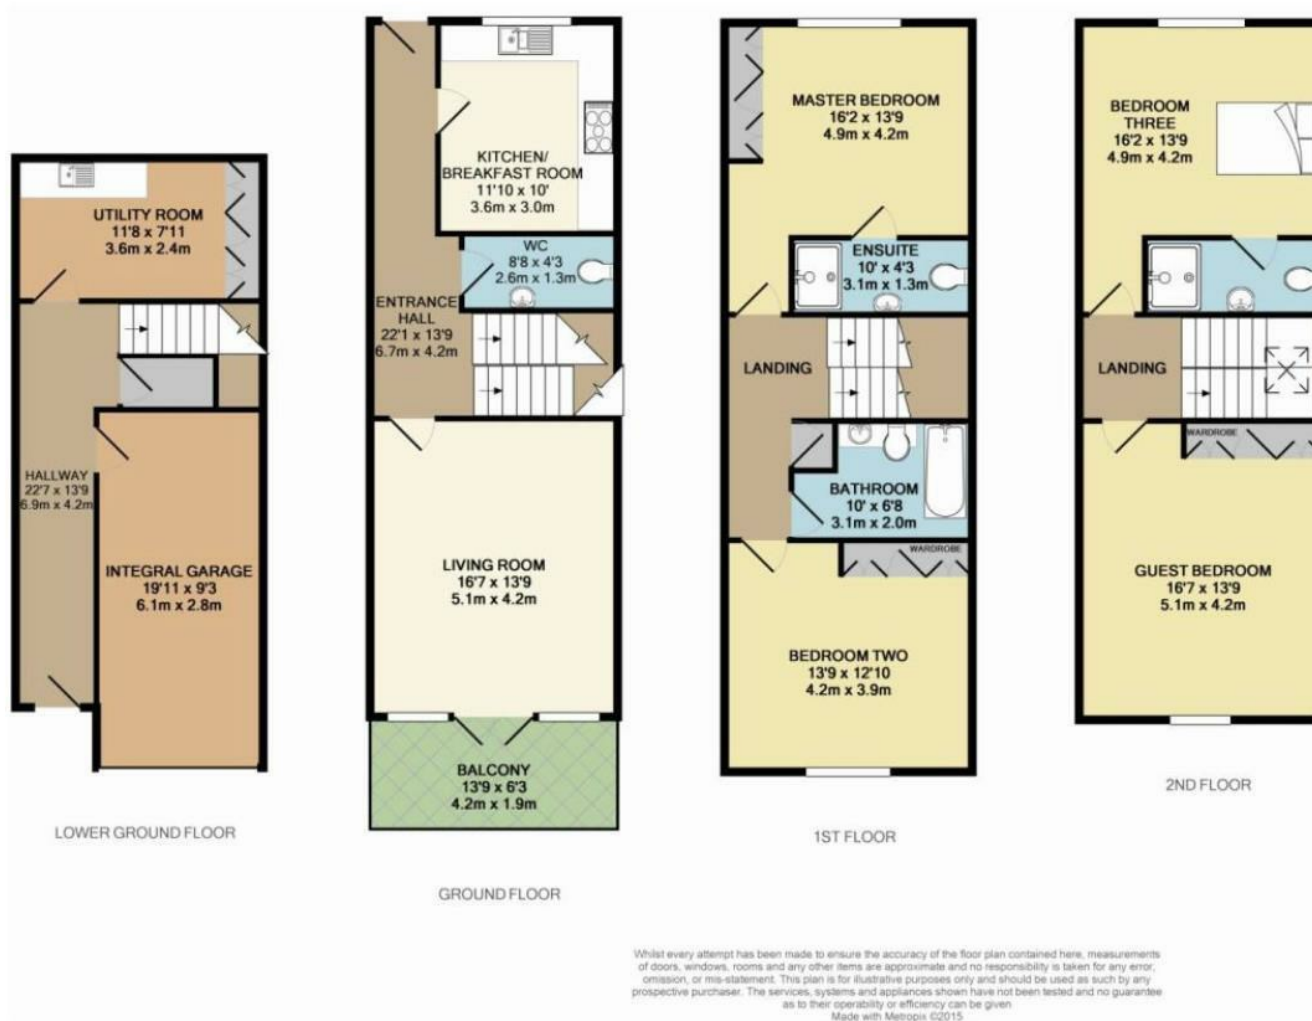 UTILITY ROOM
11'8 x 7'11
3.6m x 2.4m
HALLWAY
22'7 x 13'9
6.9m x 4.2m
INTEGRAL GARAGE
19'11 x 9'3
6.1m x 2.8m
LOWER GROUND FLOOR
KITCHEN/
BREAKFAST ROOM
11'10 x 10'
3.6m x 3.0m
WC
8'8 x 4'3
2.6m x 1.3m
ENTRANCE
HALL
22'1 x 13'9
6.7m x 4.2m
LIVING ROOM
16'7 x 13'9
5.1m x 4.2m
BALCONY
13'9 x 6'3
4.2m x 1.9m
GROUND FLOOR
MASTER BEDROOM
16'2 x 13'9
4.9m x 4.2m
ENSUITE
10' x 4'3
3.1m x 1.3m
LANDING
BATHROOM
10' x 6'8
3.1m x 2.0m
WARDROBE
BEDROOM TWO
13'9 x 12'10
4.2m x 3.9m
1ST FLOOR
BEDROOM
THREE
16'2 x 13'9
4.9m x 4.2m
LANDING
WARDROBE
GUEST BEDROOM
16'7 x 13'9
5.1m x 4.2m
2ND FLOOR
Whilst every attempt has been made to ensure the accuracy of the floor plan contained here, measurements
of doors, windows, rooms and any other items are approximate and no responsibility is taken for any error,
omission, or mis-statement. This plan is for illustrative purposes only and should be used as such by any
prospective purchaser. The services, systems and appliances shown have not been tested and no guarantee
as to their operability or efficiency can be given
Made with Metropix ©2015